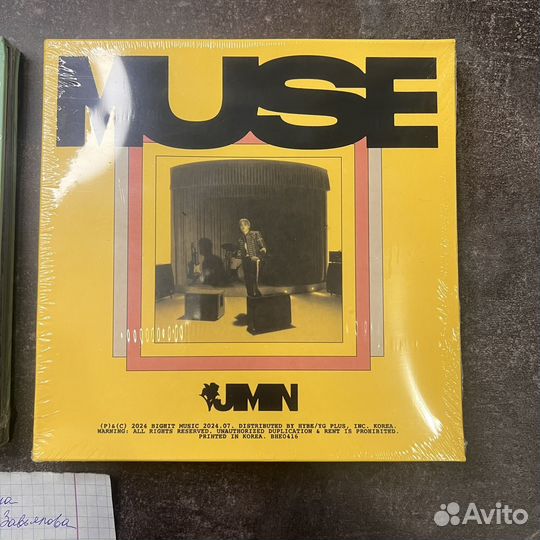 MUSE
JIMIN
(P)&(C) 2024 BIGHIT MUSIC 2024.07. DISTRIBUTED BY HYBE/YG PLUS, INC. KOREA.
WARNING: ALL RIGHTS RESERVED. UNAUTHORIZED DUPLICATION & RENT IS PROHIBITED.
PRINTED IN KOREA. BHE0416
Завьялова
Avito